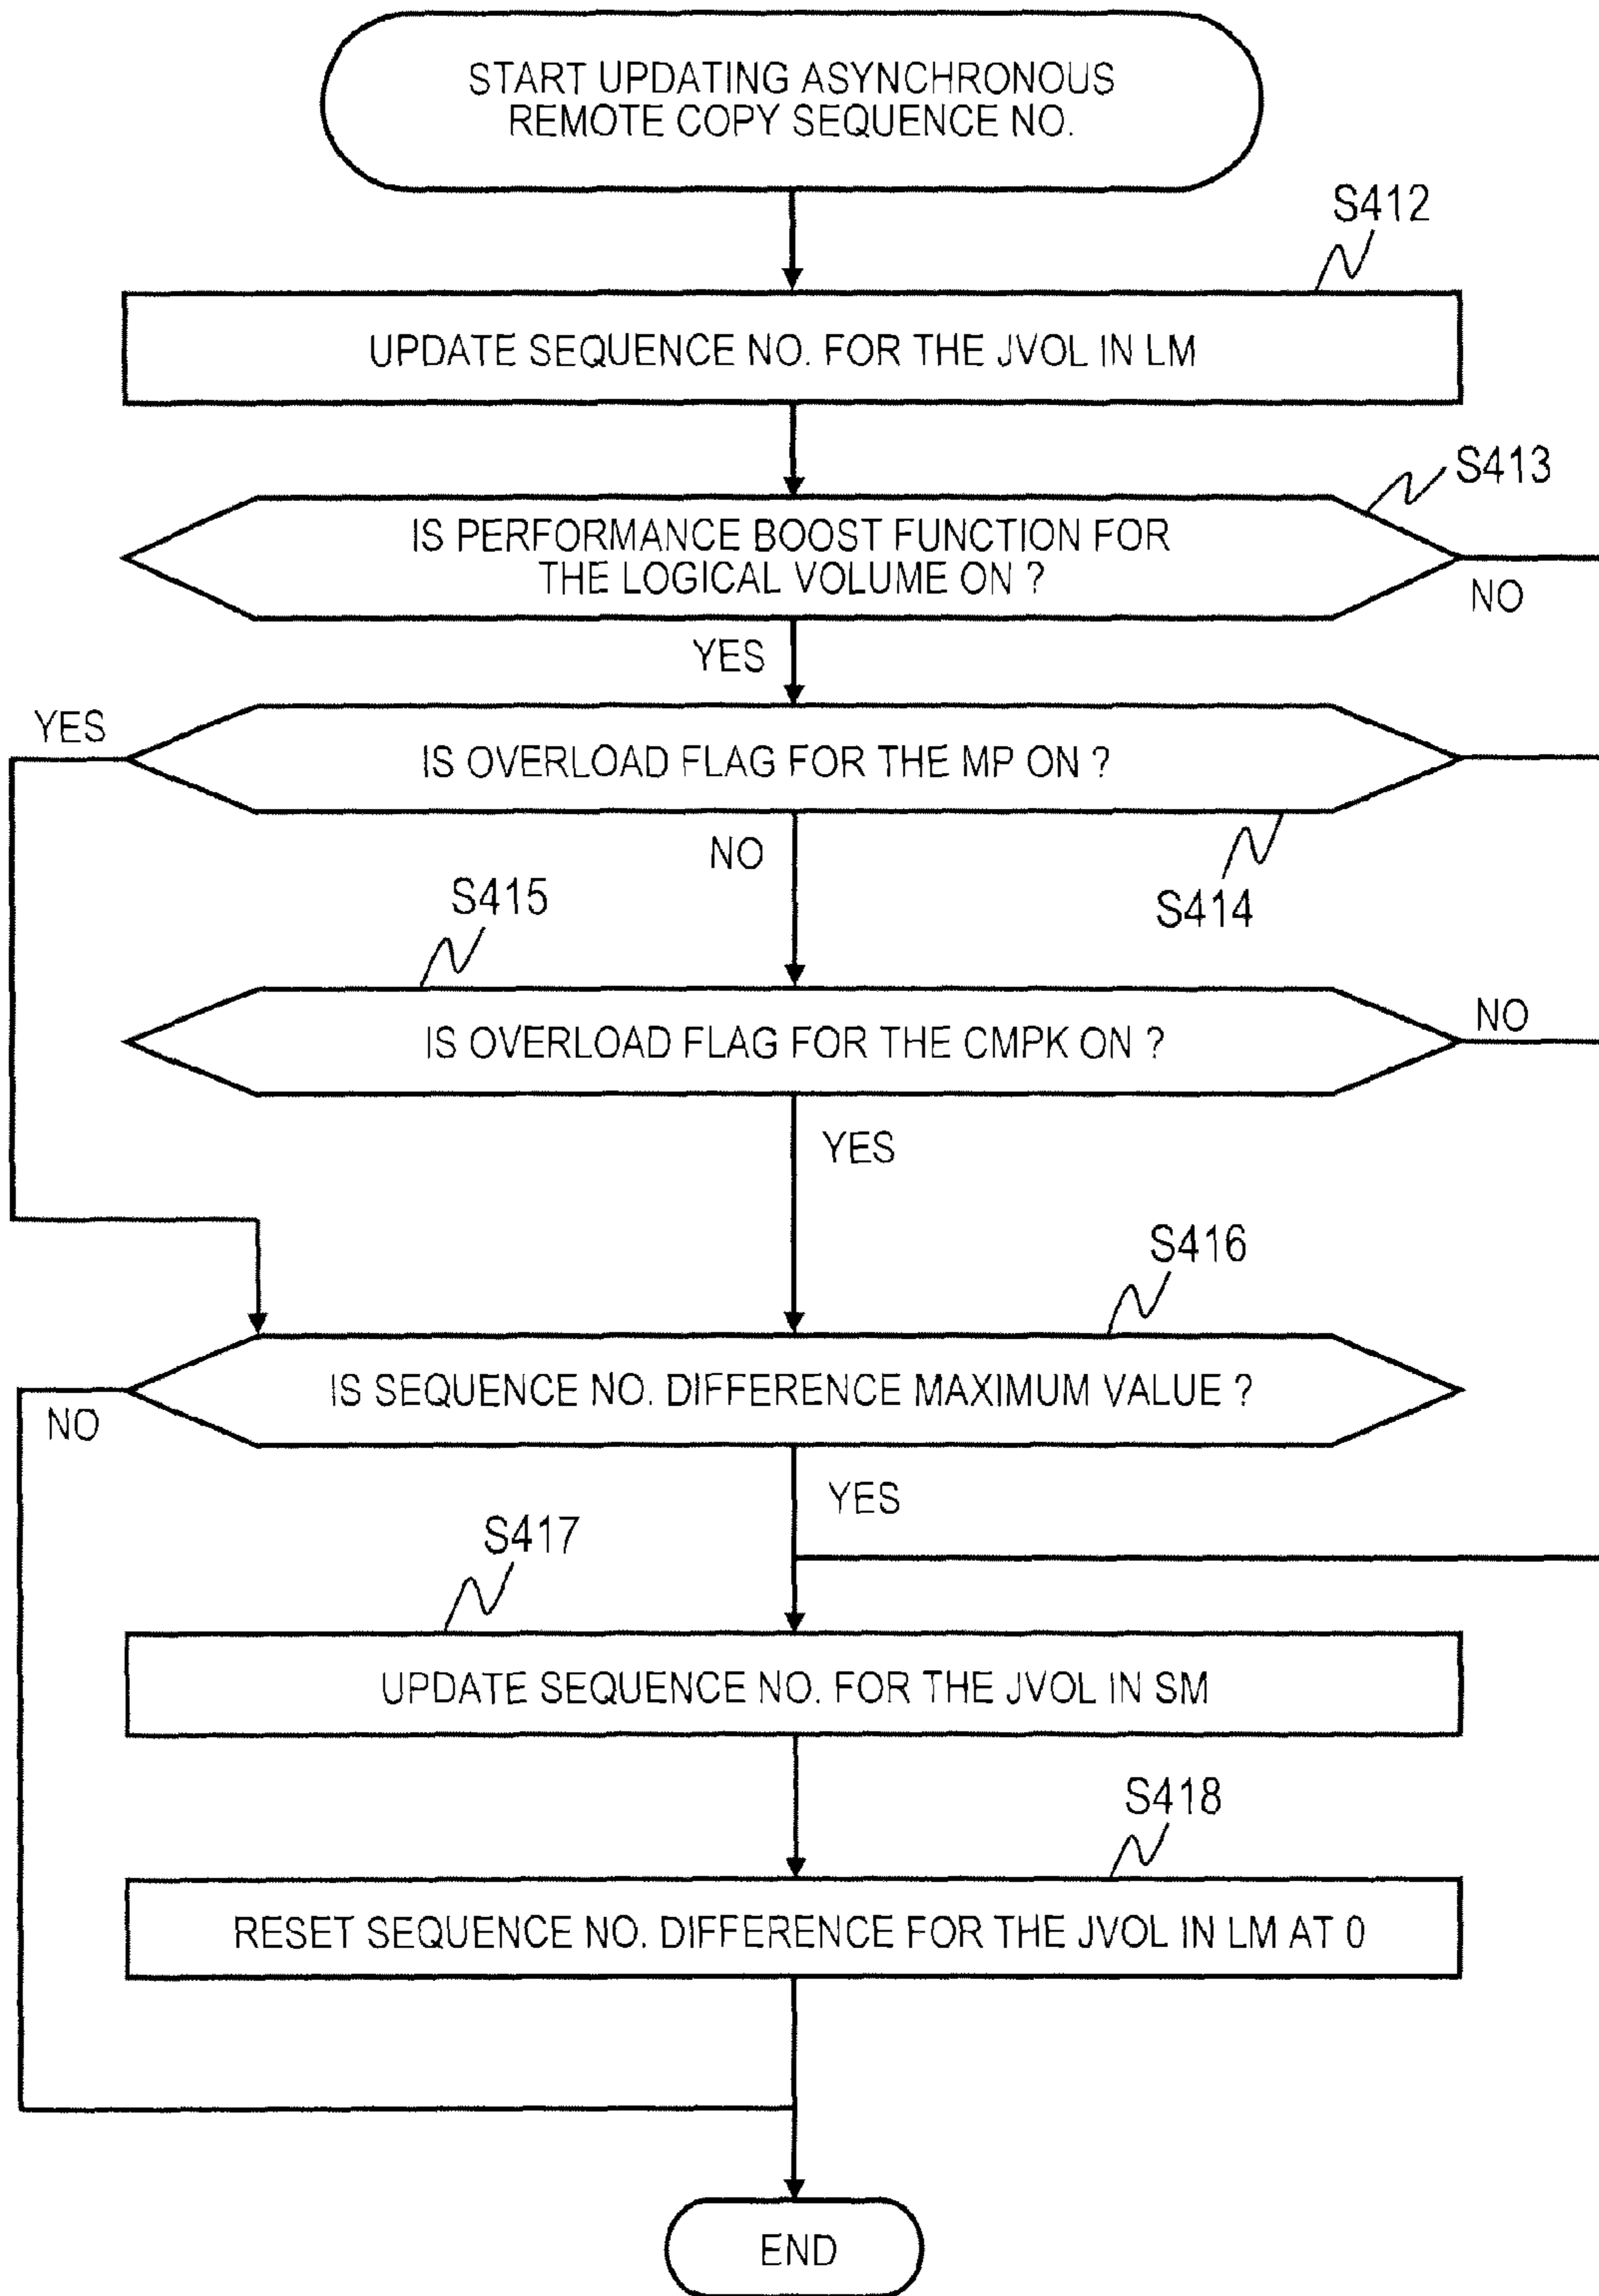 START UPDATING ASYNCHRONOUS
REMOTE COPY SEQUENCE NO.
S412
UPDATE SEQUENCE NO. FOR THE JVOL IN LM
S413
IS PERFORMANCE BOOST FUNCTION FOR
THE LOGICAL VOLUME ON ?
NO
YES
YES
IS OVERLOAD FLAG FOR THE MP ON ?
NO
S414
S415
IS OVERLOAD FLAG FOR THE CMPK ON ?
NO
YES
S416
IS SEQUENCE NO. DIFFERENCE MAXIMUM VALUE ?
NO
YES
S417
UPDATE SEQUENCE NO. FOR THE JVOL IN SM
S418
RESET SEQUENCE NO. DIFFERENCE FOR THE JVOL IN LM AT 0
END